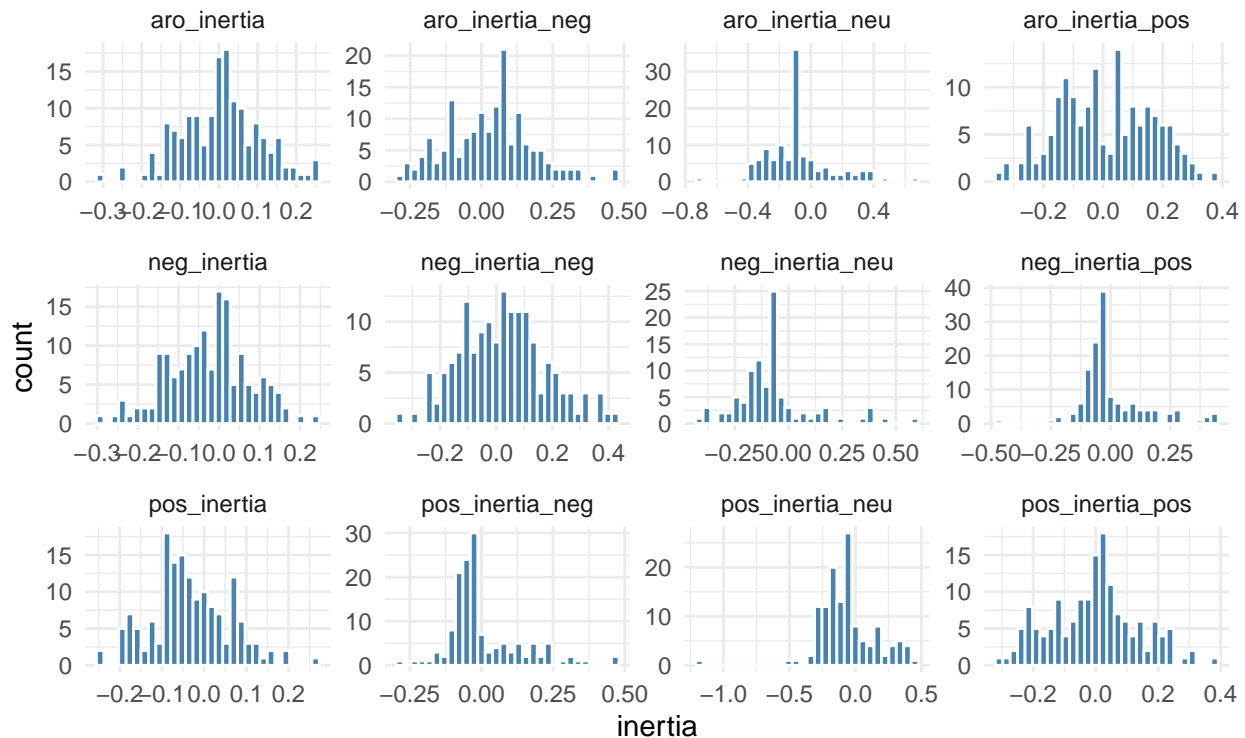 aro_inertia aro_inertia_neg aro_inertia_neu aro_inertia_pos
15 20 30 10
10 15 20 5
5 10 10 0
0 5 0
0
−0.3 −0.2 −0.1 0.0 0.1 0.2 −0.25 0.00 0.25 0.50 −0.8 −0.4 0.0 0.4 −0.2 0.0 0.2 0.4
neg_inertia neg_inertia_neg neg_inertia_neu neg_inertia_pos
15 10 25 40
10 5 20 30
5 0 15 20
0 10 10
5 0
0
−0.3 −0.2 −0.1 0.0 0.1 0.2 −0.2 0.0 0.2 0.4 −0.25 0.00 0.25 0.50 −0.50 −0.25 0.00 0.25
pos_inertia pos_inertia_neg pos_inertia_neu pos_inertia_pos
15 30 20 15
10 20 10 10
5 10 0 5
0 0 0
−0.2 −0.1 0.0 0.1 0.2 −0.25 0.00 0.25 0.50 −1.0 −0.5 0.0 0.5 −0.2 0.0 0.2 0.4
count
inertia